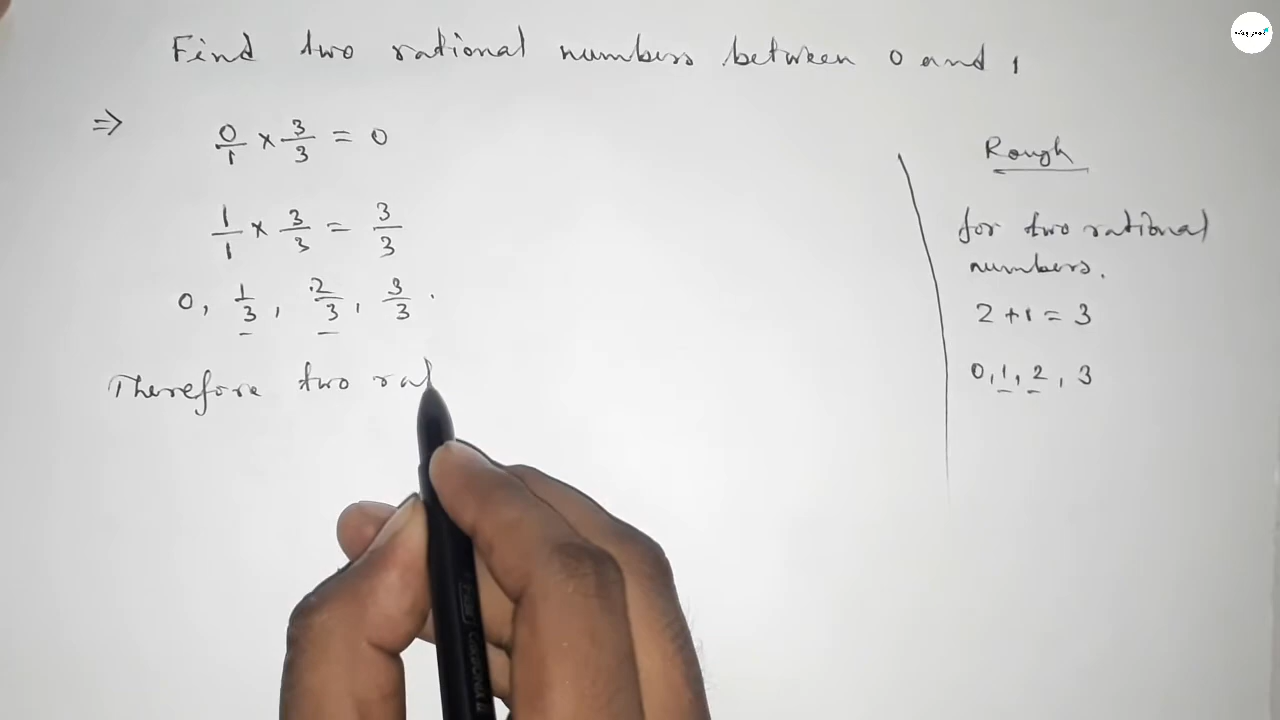 Find two rational numbers between 0 and 1
⇒ 0/1 × 3/3 = 0
1/1 × 3/3 = 3/3
0, 1/3, 2/3, 3/3.
Therefore two rat
Rough
for two rational
numbers.
2 + 1 = 3
0, 1, 2, 3